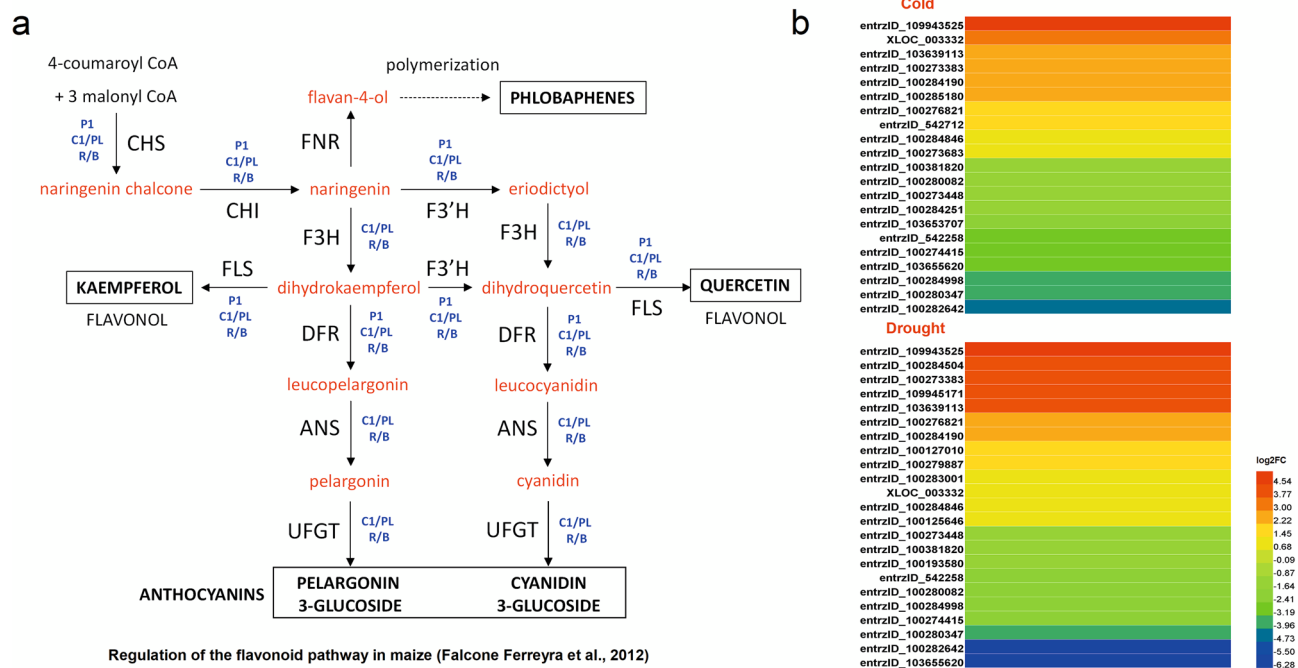 a
4-coumaroyl CoA
+ 3 malonyl CoA
P1
C1/PL
R/B
CHS
naringenin chalcone
P1
C1/PL
R/B
CHI
flavan-4-ol
polymerization
PHLOBAPHENES
FNR
naringenin
P1
C1/PL
R/B
F3’H
eriodictyol
F3H
C1/PL
R/B
F3H
C1/PL
R/B
KAEMPFEROL
FLAVONOL
FLS
P1
C1/PL
R/B
dihydrokaempferol
F3’H
P1
C1/PL
R/B
dihydroquercetin
P1
C1/PL
R/B
FLS
QUERCETIN
FLAVONOL
DFR
P1
C1/PL
R/B
DFR
P1
C1/PL
R/B
leucopelargonin
leucocyanidin
ANS
C1/PL
R/B
ANS
C1/PL
R/B
pelargonin
cyanidin
UFGT
C1/PL
R/B
UFGT
C1/PL
R/B
ANTHOCYANINS
PELARGONIN
3-GLUCOSIDE
CYANIDIN
3-GLUCOSIDE
Regulation of the flavonoid pathway in maize (Falcone Ferreyra et al., 2012)
b
Cold
entrzID_109943525
XLOC_003332
entrzID_103639113
entrzID_100273383
entrzID_100284190
entrzID_100285180
entrzID_100276821
entrzID_542712
entrzID_100284846
entrzID_100273683
entrzID_100381820
entrzID_100280082
entrzID_100273448
entrzID_100284251
entrzID_103653707
entrzID_542258
entrzID_100274415
entrzID_103655620
entrzID_100284998
entrzID_100280347
entrzID_100282642
Drought
entrzID_109943525
entrzID_100284504
entrzID_100273383
entrzID_109945171
entrzID_103639113
entrzID_100276821
entrzID_100284190
entrzID_100127010
entrzID_100279887
entrzID_100283001
XLOC_003332
entrzID_100284846
entrzID_100125646
entrzID_100273448
entrzID_100381820
entrzID_100193580
entrzID_542258
entrzID_100280082
entrzID_100284998
entrzID_100274415
entrzID_100280347
entrzID_100282642
entrzID_103655620
log2FC
4.54
3.77
3.00
2.22
1.45
0.68
-0.09
-0.87
-1.64
-2.41
-3.19
-3.96
-4.73
-5.50
-6.28